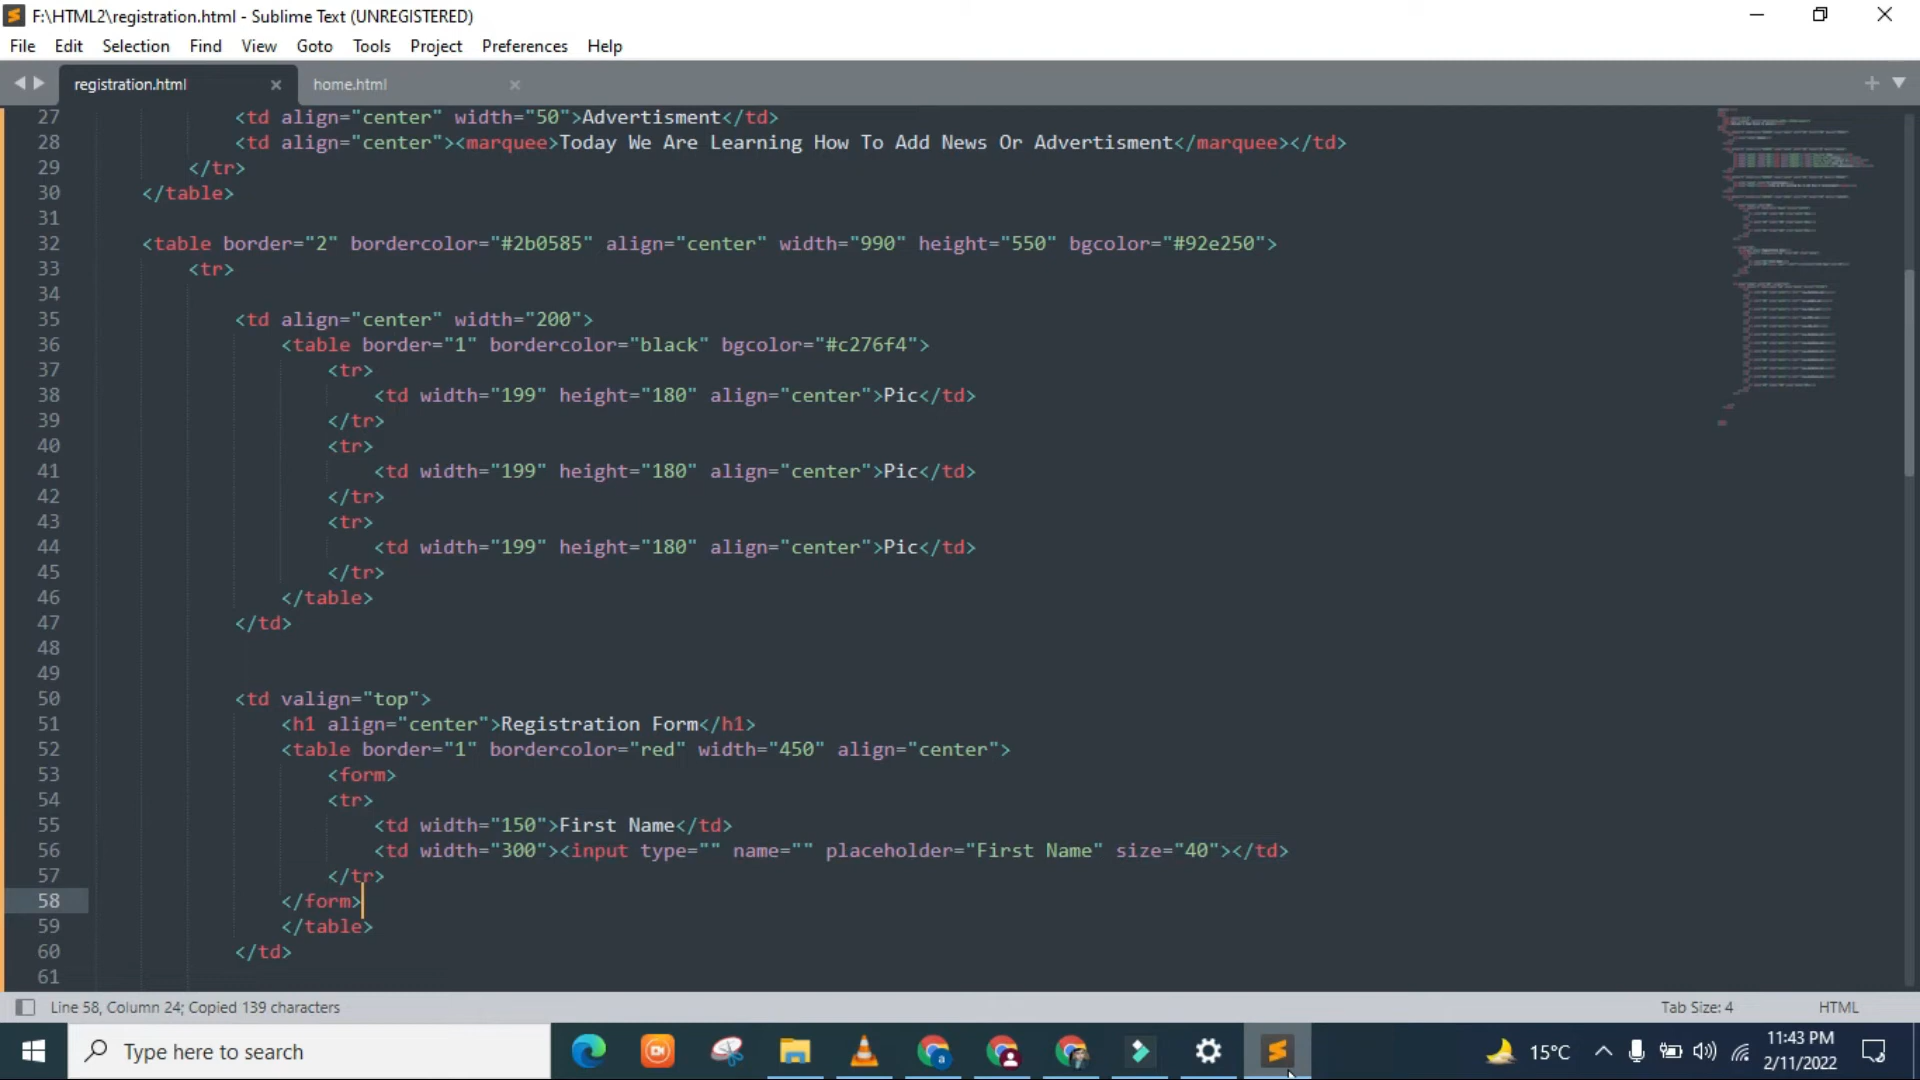 F:\HTML2\registration.html - Sublime Text (UNREGISTERED)
File Edit Selection Find View Goto Tools Project Preferences Help
registration.html × home.html ×
27 <td align="center" width="50">Advertisment</td>
28 <td align="center"><marquee>Today We Are Learning How To Add News Or Advertisment</marquee></td>
29 </tr>
30 </table>
31
32 <table border="2" bordercolor="#2b0585" align="center" width="990" height="550" bgcolor="#92e250">
33 <tr>
34
35 <td align="center" width="200">
36 <table border="1" bordercolor="black" bgcolor="#c276f4">
37 <tr>
38 <td width="199" height="180" align="center">Pic</td>
39 </tr>
40 <tr>
41 <td width="199" height="180" align="center">Pic</td>
42 </tr>
43 <tr>
44 <td width="199" height="180" align="center">Pic</td>
45 </tr>
46 </table>
47 </td>
48
49
50 <td valign="top">
51 <h1 align="center">Registration Form</h1>
52 <table border="1" bordercolor="red" width="450" align="center">
53 <form>
54 <tr>
55 <td width="150">First Name</td>
56 <td width="300"><input type="" name="" placeholder="First Name" size="40"></td>
57 </tr>
58 </form>
59 </table>
60 </td>
61
Line 58, Column 24; Copied 139 characters Tab Size: 4 HTML
Type here to search 15°C 11:43 PM
2/11/2022